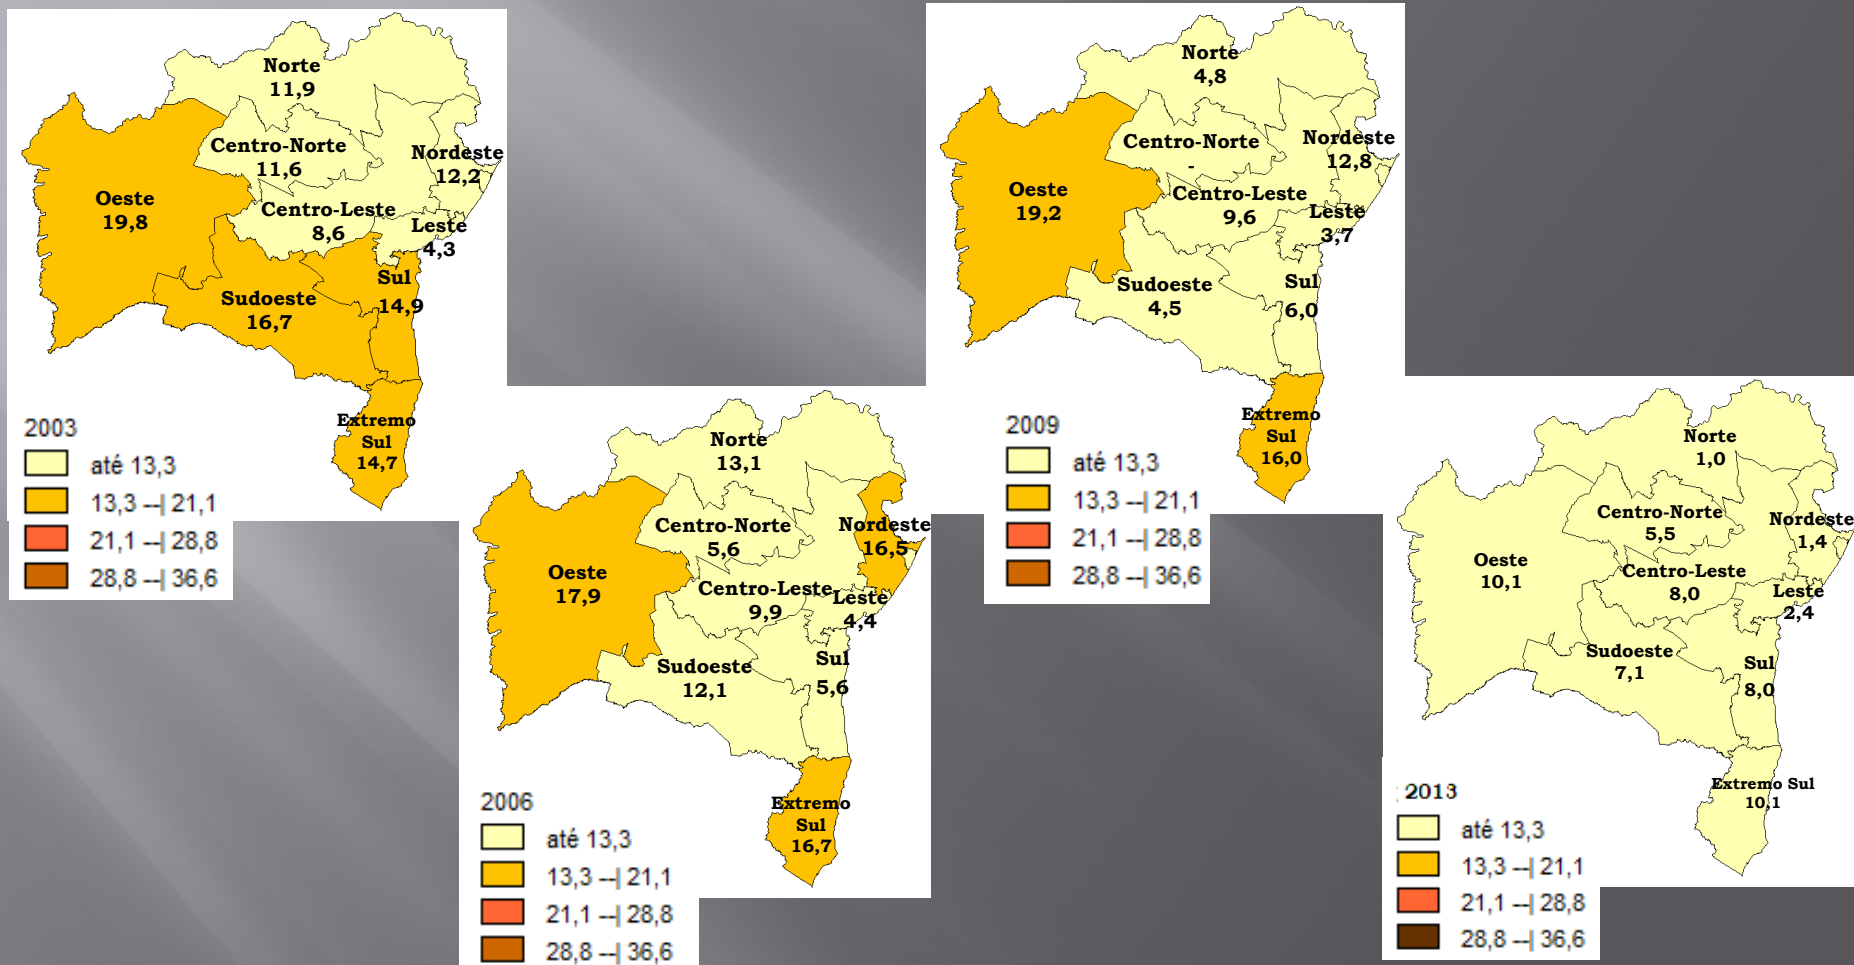 Norte
11,9
Centro-Norte
11,6
Nordeste
12,2
Oeste
19,8
Centro-Leste
8,6
Leste
4,3
Sul
14,9
Sudoeste
16,7
Extremo
Sul
14,7
2003
até 13,3
13,3 --| 21,1
21,1 --| 28,8
28,8 --| 36,6
Norte
13,1
Centro-Norte
5,6
Nordeste
16,5
Oeste
17,9
Centro-Leste
9,9
Leste
4,4
Sul
5,6
Sudoeste
12,1
Extremo
Sul
16,7
2006
até 13,3
13,3 --| 21,1
21,1 --| 28,8
28,8 --| 36,6
Norte
4,8
Centro-Norte
-
Nordeste
12,8
Oeste
19,2
Centro-Leste
9,6
Leste
3,7
Sul
6,0
Sudoeste
4,5
Extremo
Sul
16,0
2009
até 13,3
13,3 --| 21,1
21,1 --| 28,8
28,8 --| 36,6
Norte
1,0
Centro-Norte
5,5
Nordeste
1,4
Oeste
10,1
Centro-Leste
8,0
Leste
2,4
Sul
8,0
Sudoeste
7,1
Extremo Sul
10,1
: 2013
até 13,3
13,3 --| 21,1
21,1 --| 28,8
28,8 --| 36,6